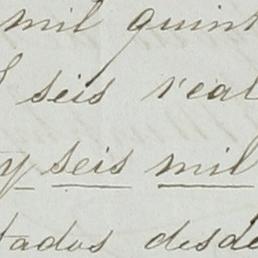 mil quint
seis real
y seis mil
tados desde